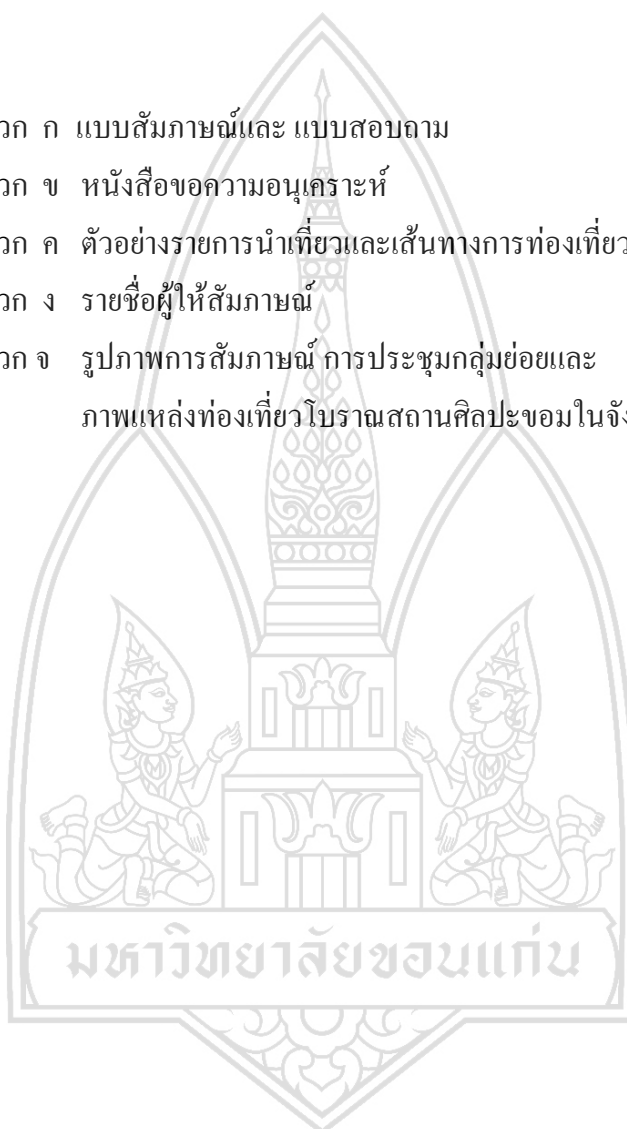 วก ก แบบสัมภาษณ์และ แบบสอบถาม
วก ข หนังสือขอความอนุเคราะห์
วก ค ตัวอย่างรายการนำเที่ยวและเส้นทางการท่องเที่ยว
วก ง รายชื่อผู้ให้สัมภาษณ์
วก จ รูปภาพการสัมภาษณ์ การประชุมกลุ่มย่อยและ
ภาพแหล่งท่องเที่ยวโบราณสถานศิลปะขอมในจัง
มหาวิทยาลัยขอนแก่น